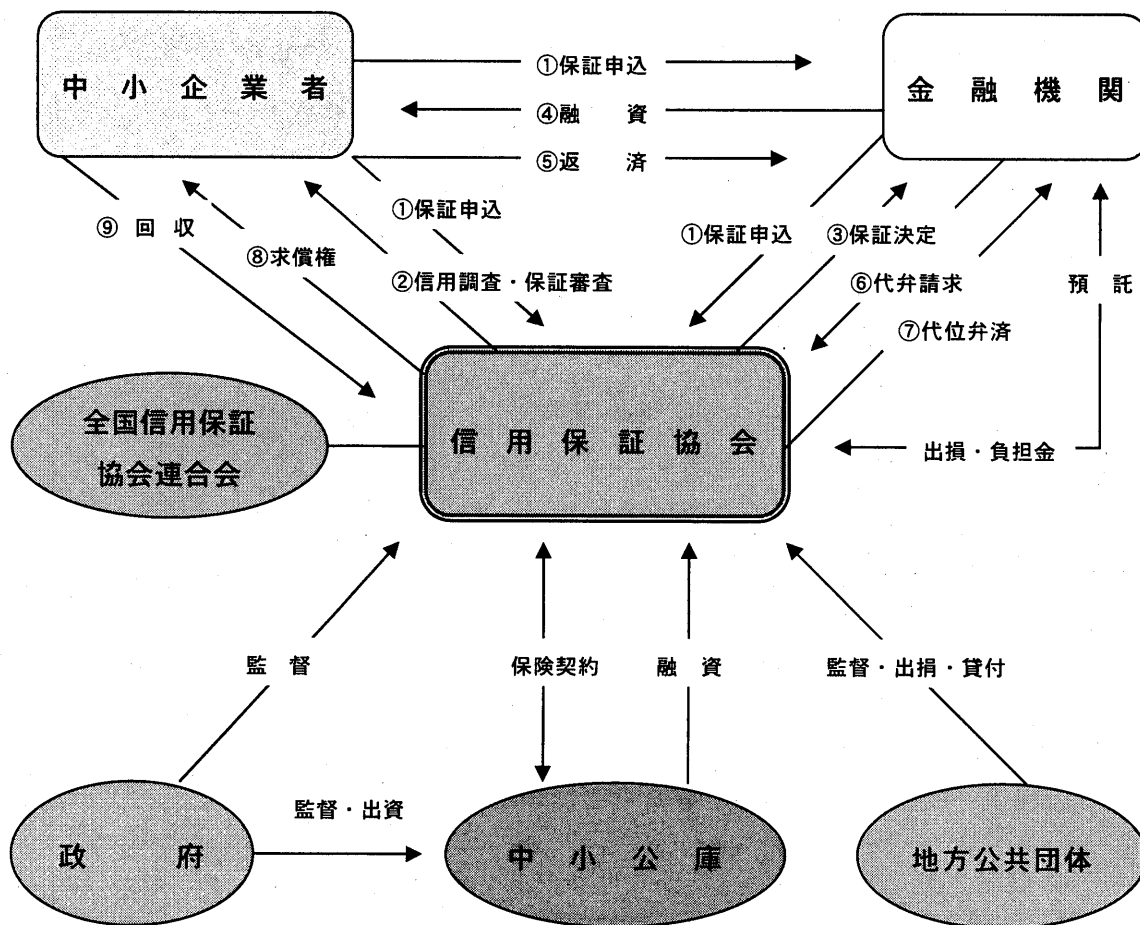 中小企業者
金融機関
①保証申込
④融資
⑤返済
⑨回収
⑧求償権
①保証申込
②信用調査・保証審査
①保証申込
③保証決定
⑥代弁請求
⑦代位弁済
預託
全国信用保証
協会連合会
信用保証協会
出損・負担金
監督
保険契約
融資
監督・出損・貸付
政府
監督・出資
中小公庫
地方公共団体